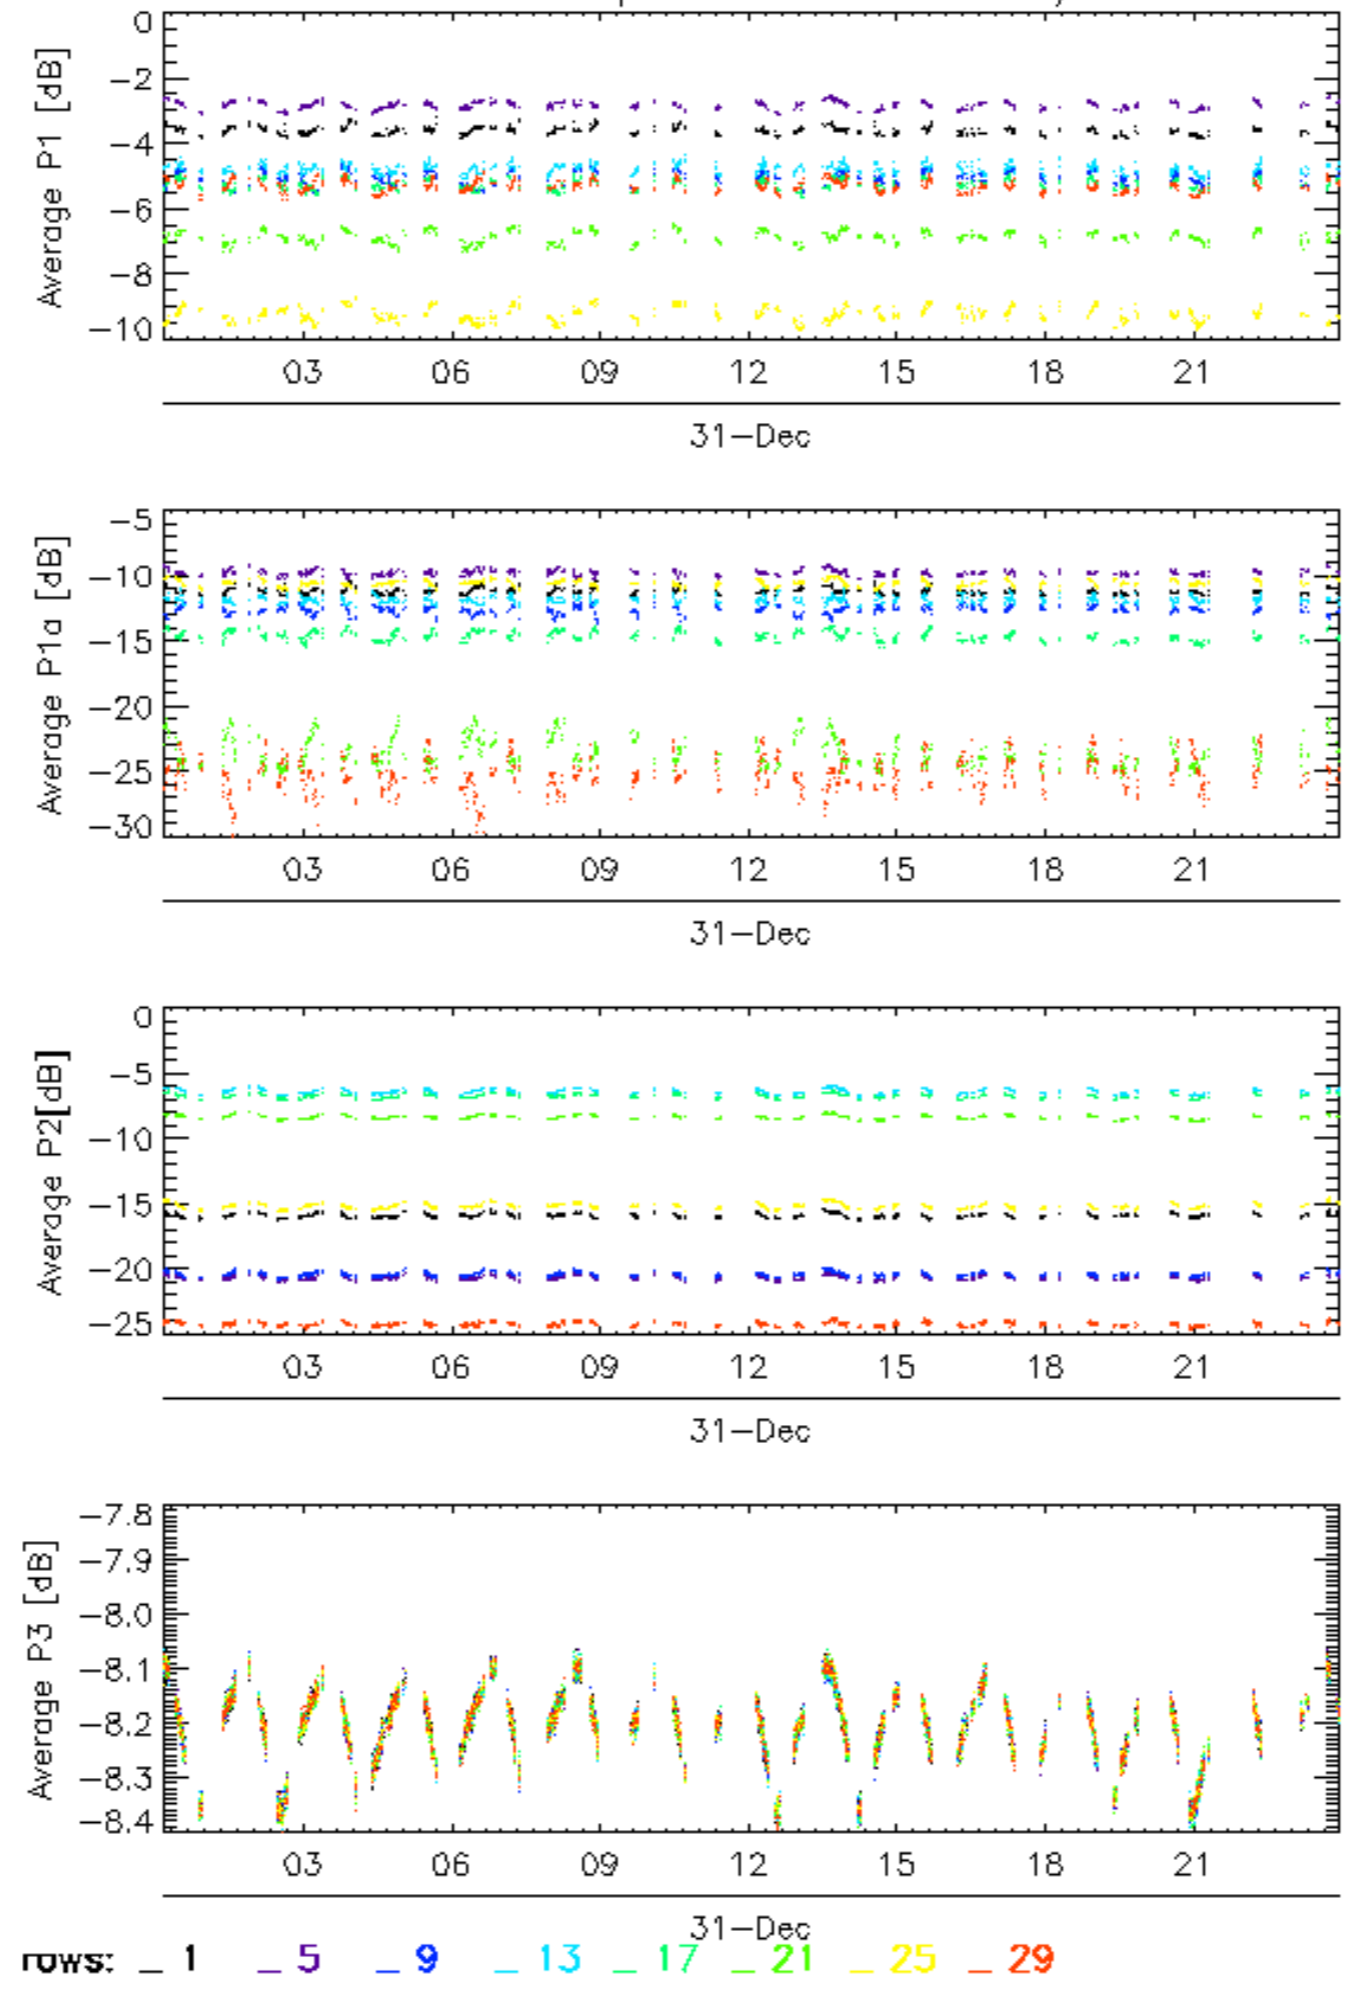 0
−2
−4
−6
−8
−10
Average P1 [dB]
03 06 09 12 15 18 21
31−Dec
−5
−10
−15
−20
−25
−30
Average P1a [dB]
03 06 09 12 15 18 21
31−Dec
0
−5
−10
−15
−20
−25
Average P2[dB]
03 06 09 12 15 18 21
31−Dec
−7.8
−7.9
−8.0
−8.1
−8.2
−8.3
−8.4
Average P3 [dB]
03 06 09 12 15 18 21
31−Dec
rows: _ 1 _ 5 _ 9 _ 13 _ 17 _ 21 _ 25 _ 29